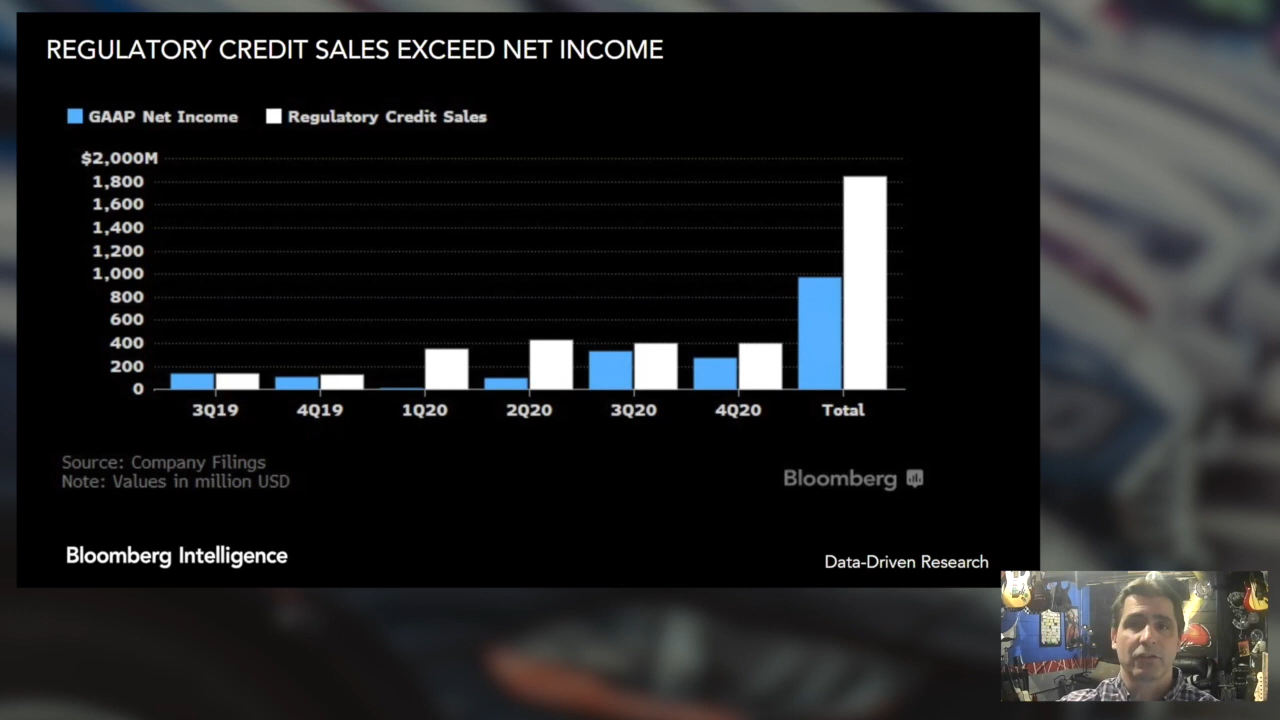 REGULATORY CREDIT SALES EXCEED NET INCOME
GAAP Net Income Regulatory Credit Sales
$2,000M
1,800
1,600
1,400
1,200
1,000
800
600
400
200
0
3Q19 4Q19 1Q20 2Q20 3Q20 4Q20 Total
Source: Company Filings
Note: Values in million USD
Bloomberg
Bloomberg Intelligence
Data-Driven Research